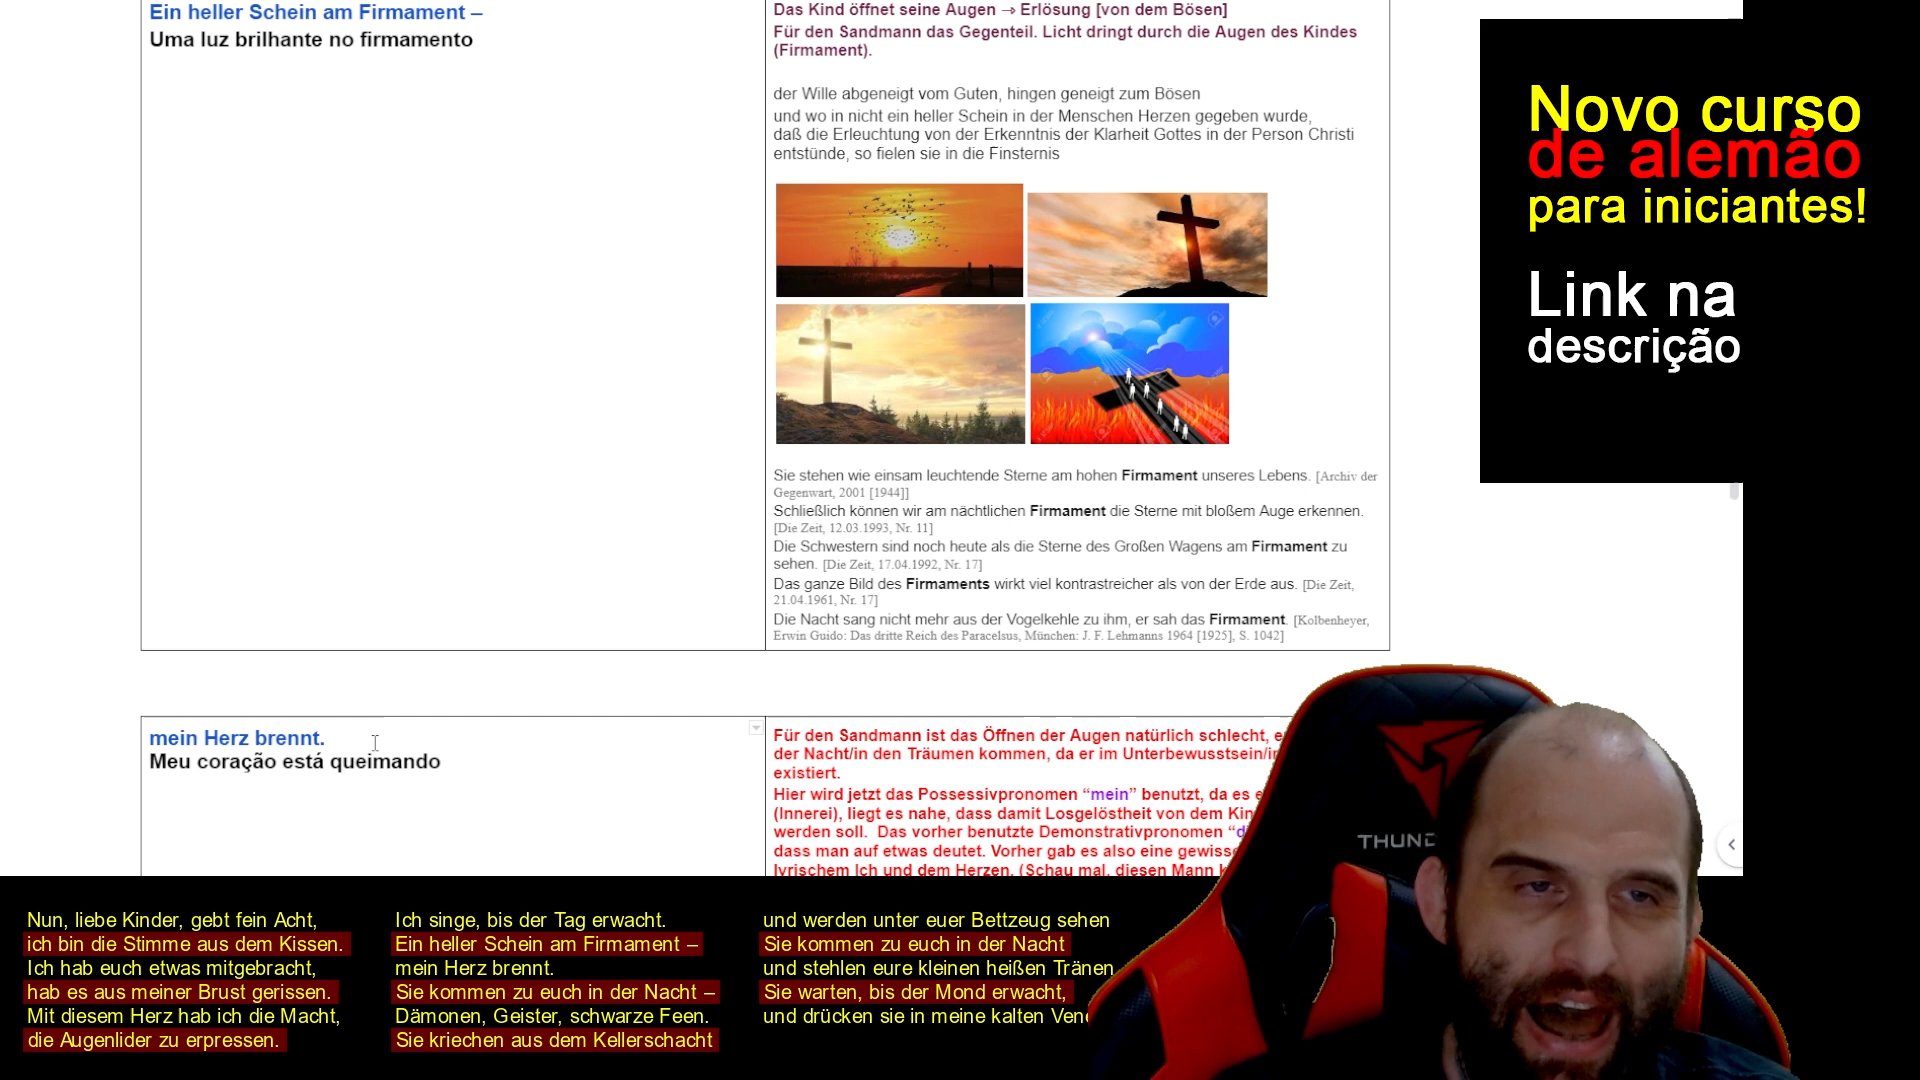 Ein heller Schein am Firmament –
Uma luz brilhante no firmamento
Das Kind öffnet seine Augen → Erlösung [von dem Bösen]
Für den Sandmann das Gegenteil. Licht dringt durch die Augen des Kindes
(Firmament).
der Wille abgeneigt vom Guten, hingen geneigt zum Bösen
und wo in nicht ein heller Schein in der Menschen Herzen gegeben wurde,
daß die Erleuchtung von der Erkenntnis der Klarheit Gottes in der Person Christi
entstünde, so fielen sie in die Finsternis
Sie stehen wie einsam leuchtende Sterne am hohen Firmament unseres Lebens. [Archiv der
Gegenwart, 2001 [1944]]
Schließlich können wir am nächtlichen Firmament die Sterne mit bloßem Auge erkennen.
[Die Zeit, 12.03.1993, Nr. 11]
Die Schwestern sind noch heute als die Sterne des Großen Wagens am Firmament zu
sehen. [Die Zeit, 17.04.1992, Nr. 17]
Das ganze Bild des Firmaments wirkt viel kontrastreicher als von der Erde aus. [Die Zeit,
21.04.1961, Nr. 17]
Die Nacht sang nicht mehr aus der Vogelkehle zu ihm, er sah das Firmament. [Kolbenheyer,
Erwin Guido: Das dritte Reich des Paracelsus, München: J. F. Lehmanns 1964 [1925], S. 1042]
mein Herz brennt.
Meu coração está queimando
Für den Sandmann ist das Öffnen der Augen natürlich schlecht,
der Nacht/in den Träumen kommen, da er im Unterbewusstsein/
existiert.
Hier wird jetzt das Possessivpronomen “mein” benutzt, da es
(Innerei), liegt es nahe, dass damit Losgelöstheit von dem
werden soll. Das vorher benutzte Demonstrativpronomen
dass man auf etwas deutet. Vorher gab es also eine
lyrischem Ich und dem Herzen. (Schau mal, diesen Mann
Novo curso
de alemão
para iniciantes!
Link na
descrição
THUND
Nun, liebe Kinder, gebt fein Acht,
ich bin die Stimme aus dem Kissen.
Ich hab euch etwas mitgebracht,
hab es aus meiner Brust gerissen.
Mit diesem Herz hab ich die Macht,
die Augenlider zu erpressen.
Ich singe, bis der Tag erwacht.
Ein heller Schein am Firmament –
mein Herz brennt.
Sie kommen zu euch in der Nacht –
Dämonen, Geister, schwarze Feen.
Sie kriechen aus dem Kellerschacht
und werden unter euer Bettzeug sehen
Sie kommen zu euch in der Nacht
und stehlen eure kleinen heißen Tränen
Sie warten, bis der Mond erwacht,
und drücken sie in meine kalten